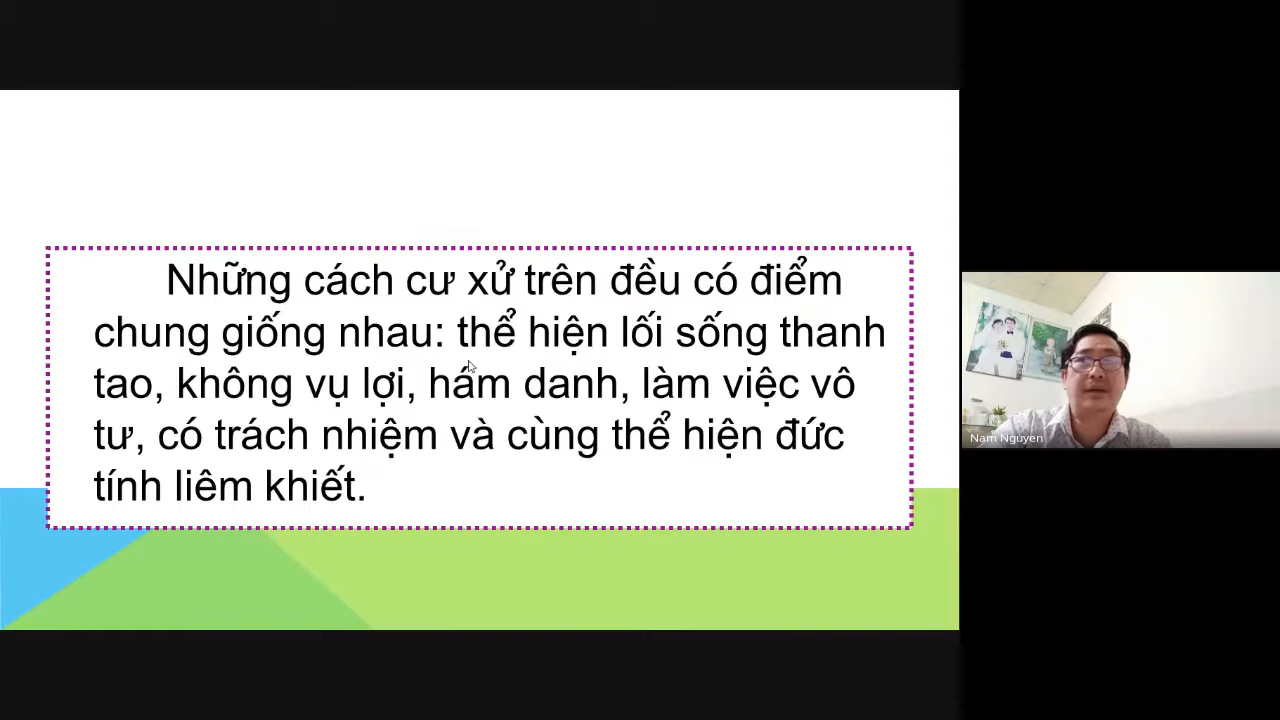 Những cách cư xử trên đều có điểm
chung giống nhau: thể hiện lối sống thanh
tao, không vụ lợi, hám danh, làm việc vô
tư, có trách nhiệm và cùng thể hiện đức
tính liêm khiết.
Nam Nguyen